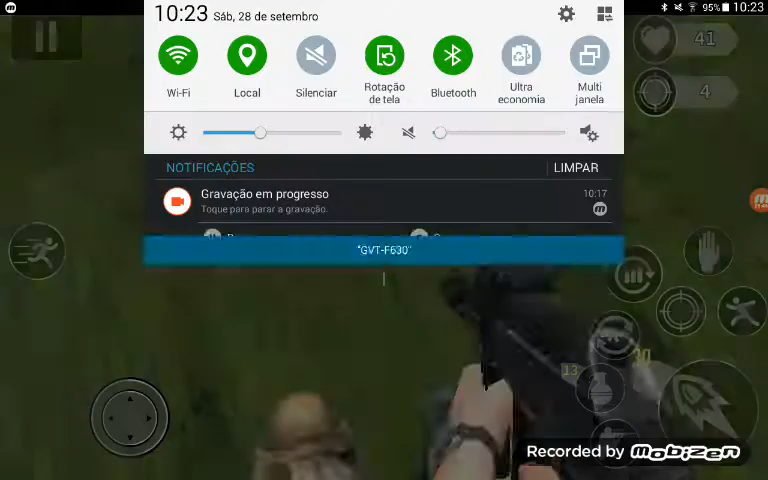 95% 10:23
10:23 Sáb, 28 de setembro
41
4
Wi-Fi
Local
Silenciar
Rotação
de tela
Bluetooth
Ultra
economia
Multi
janela
NOTIFICAÇÕES
LIMPAR
Gravação em progresso
10:17
Toque para parar a gravação.
"GVT-F630"
13
30
Recorded by mobizen